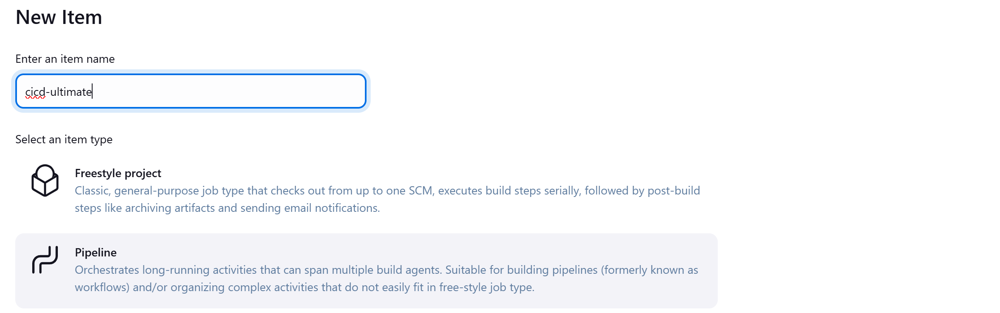 New Item
Enter an item name
cicd-ultimate
Select an item type
Freestyle project
Classic, general-purpose job type that checks out from up to one SCM, executes build steps serially, followed by post-build
steps like archiving artifacts and sending email notifications.
Pipeline
Orchestrates long-running activities that can span multiple build agents. Suitable for building pipelines (formerly known as
workflows) and/or organizing complex activities that do not easily fit in free-style job type.